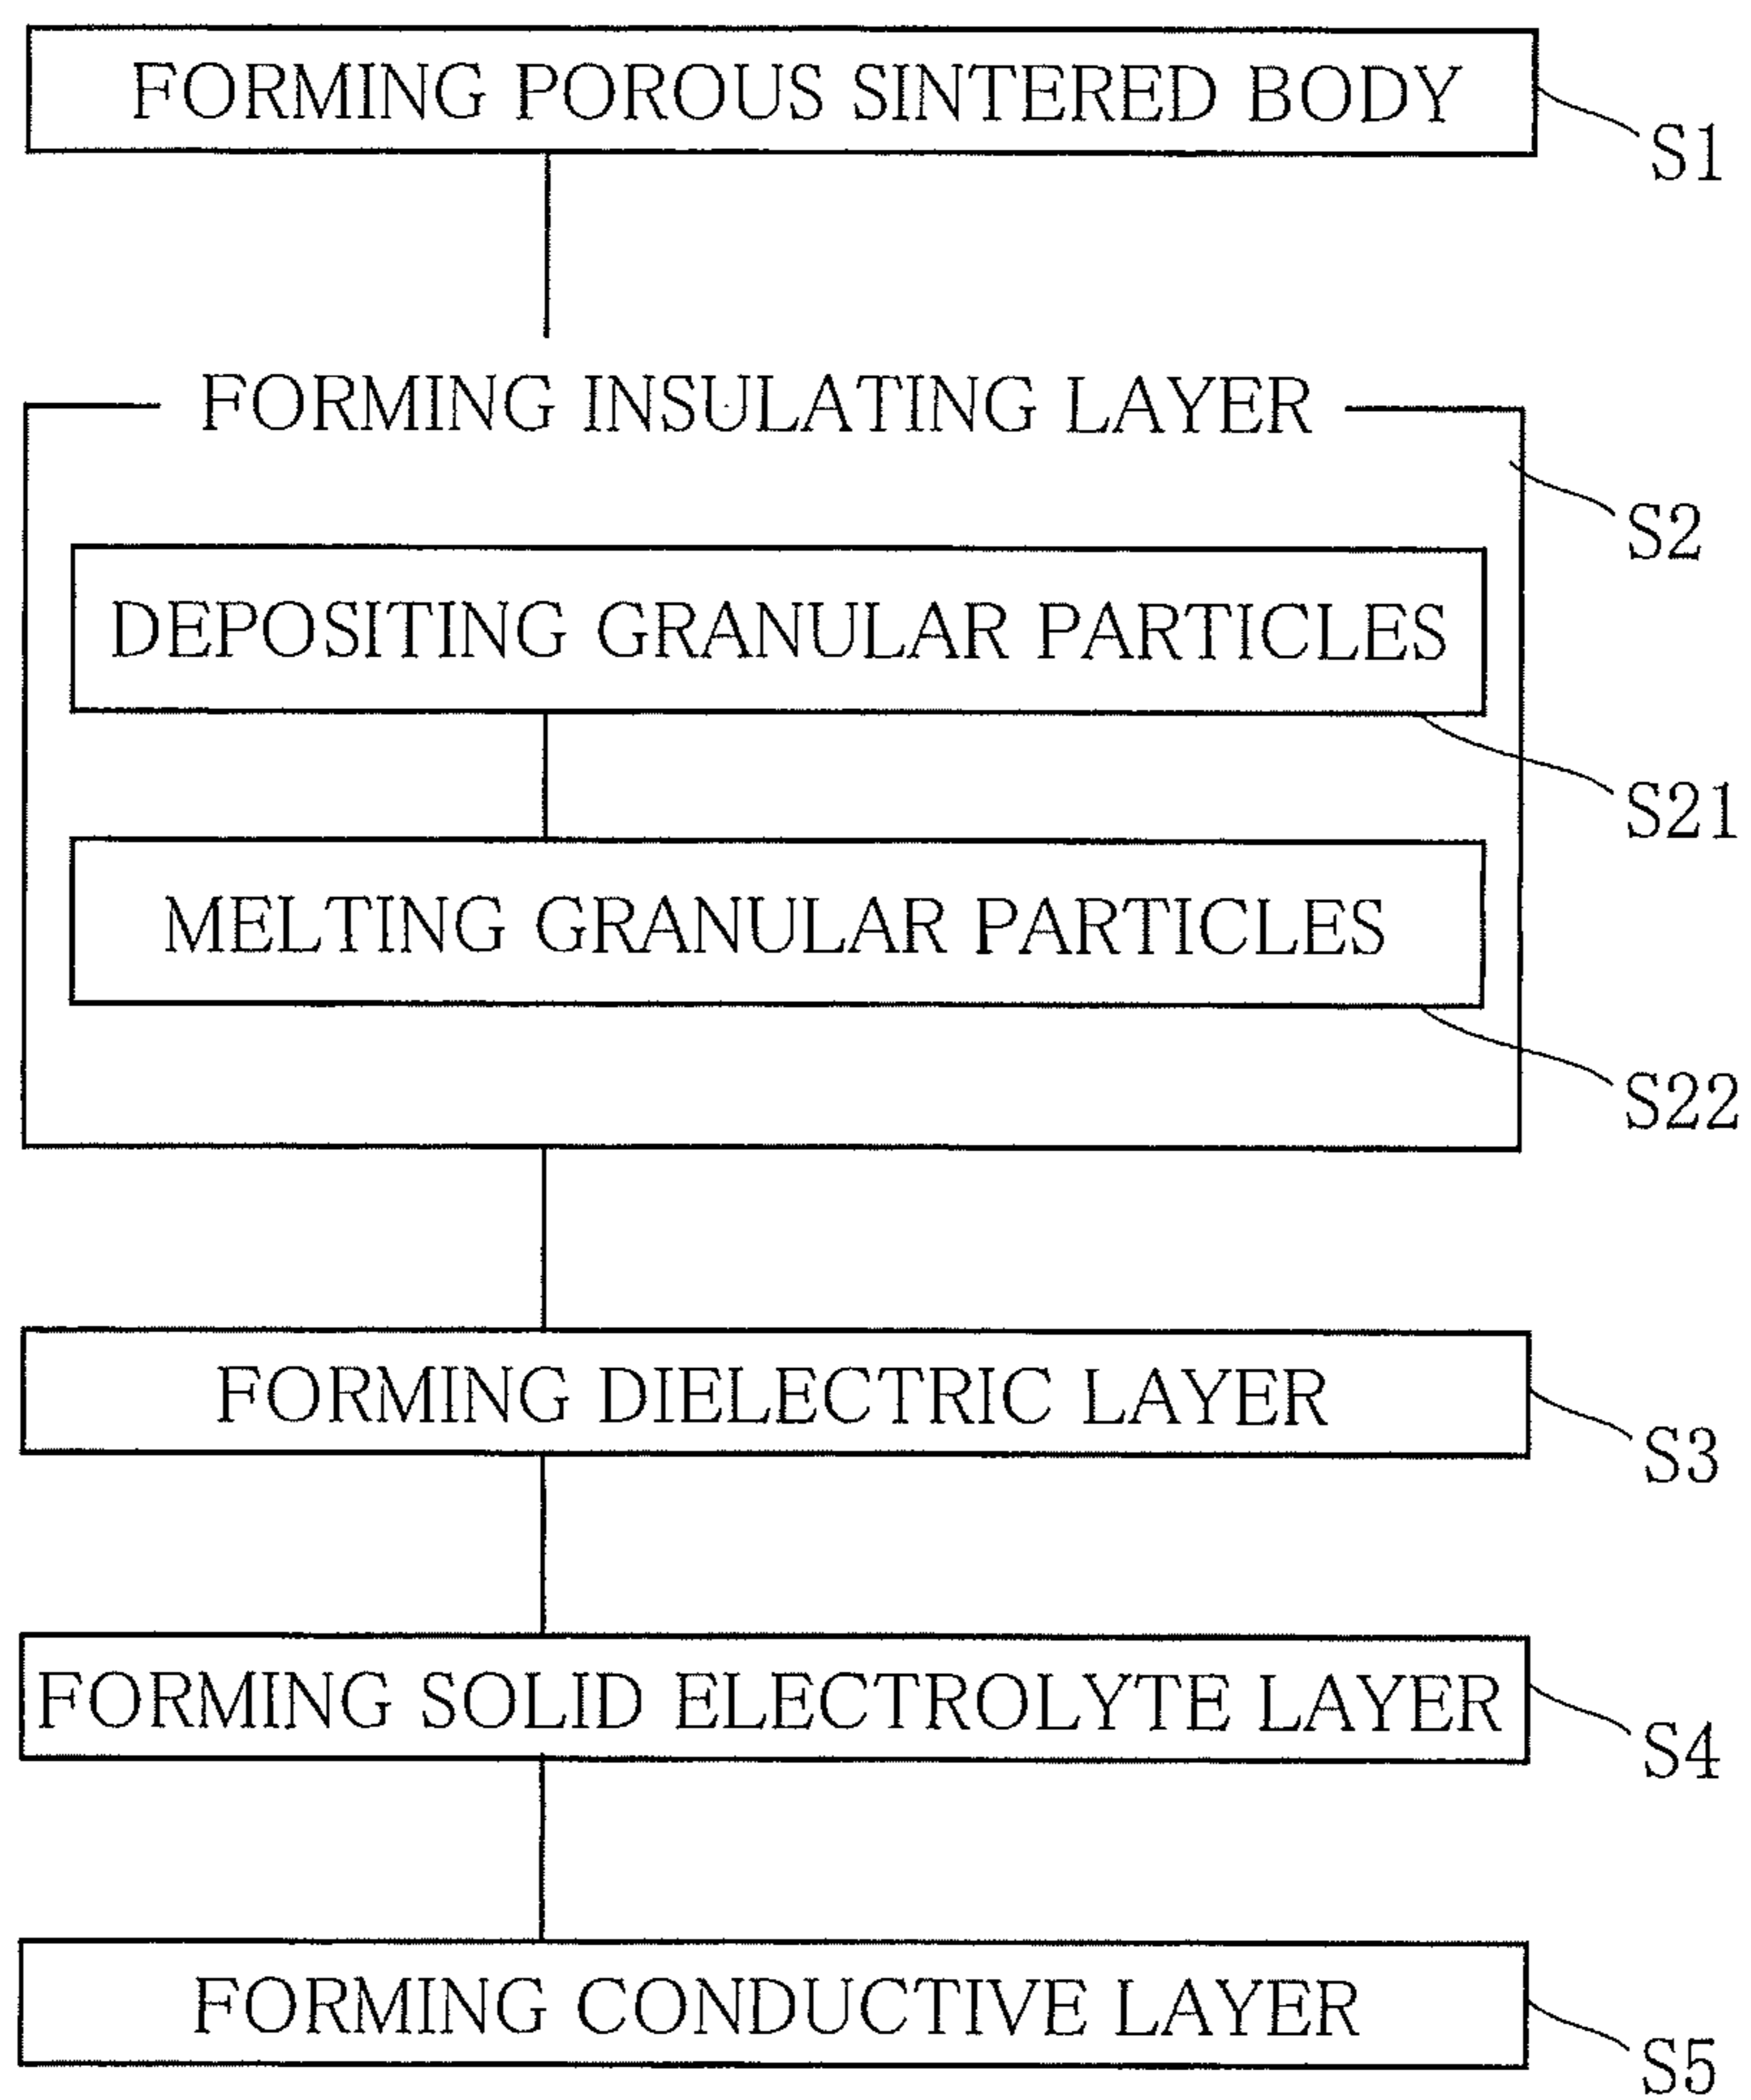 FORMING POROUS SINTERED BODY
S1
FORMING INSULATING LAYER
S2
DEPOSITING GRANULAR PARTICLES
S21
MELTING GRANULAR PARTICLES
S22
FORMING DIELECTRIC LAYER
S3
FORMING SOLID ELECTROLYTE LAYER
S4
FORMING CONDUCTIVE LAYER
S5